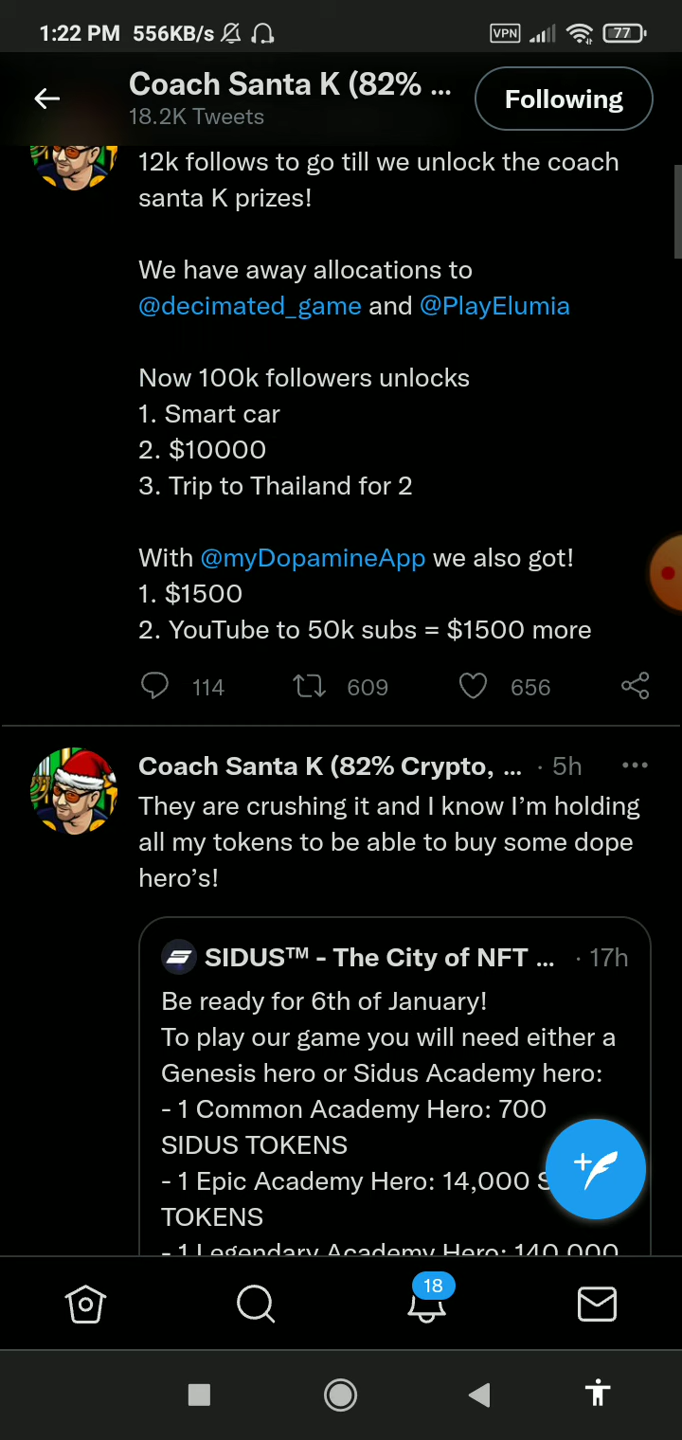 1:22 PM 556KB/s VPN 77
Coach Santa K (82% ...
18.2K Tweets
Following
12k follows to go till we unlock the coach
santa K prizes!
We have away allocations to
@decimated_game and @PlayElumia
Now 100k followers unlocks
1. Smart car
2. $10000
3. Trip to Thailand for 2
With @myDopamineApp we also got!
1. $1500
2. YouTube to 50k subs = $1500 more
114 609 656
Coach Santa K (82% Crypto, ... · 5h
They are crushing it and I know I’m holding
all my tokens to be able to buy some dope
hero’s!
SIDUS™ - The City of NFT ... · 17h
Be ready for 6th of January!
To play our game you will need either a
Genesis hero or Sidus Academy hero:
- 1 Common Academy Hero: 700
SIDUS TOKENS
- 1 Epic Academy Hero: 14,000 S
TOKENS
- 1 Legendary Academy Hero: 140,000
18